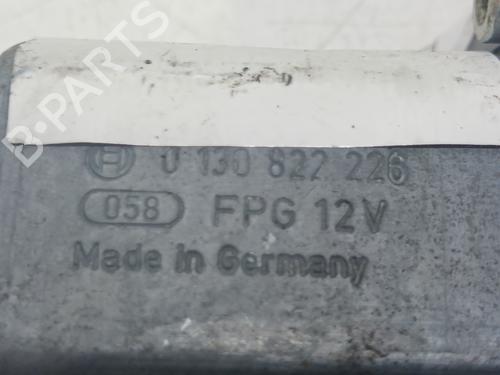 B-PARTS
0 130 822 226
058 FPG 12V
Made in Germany